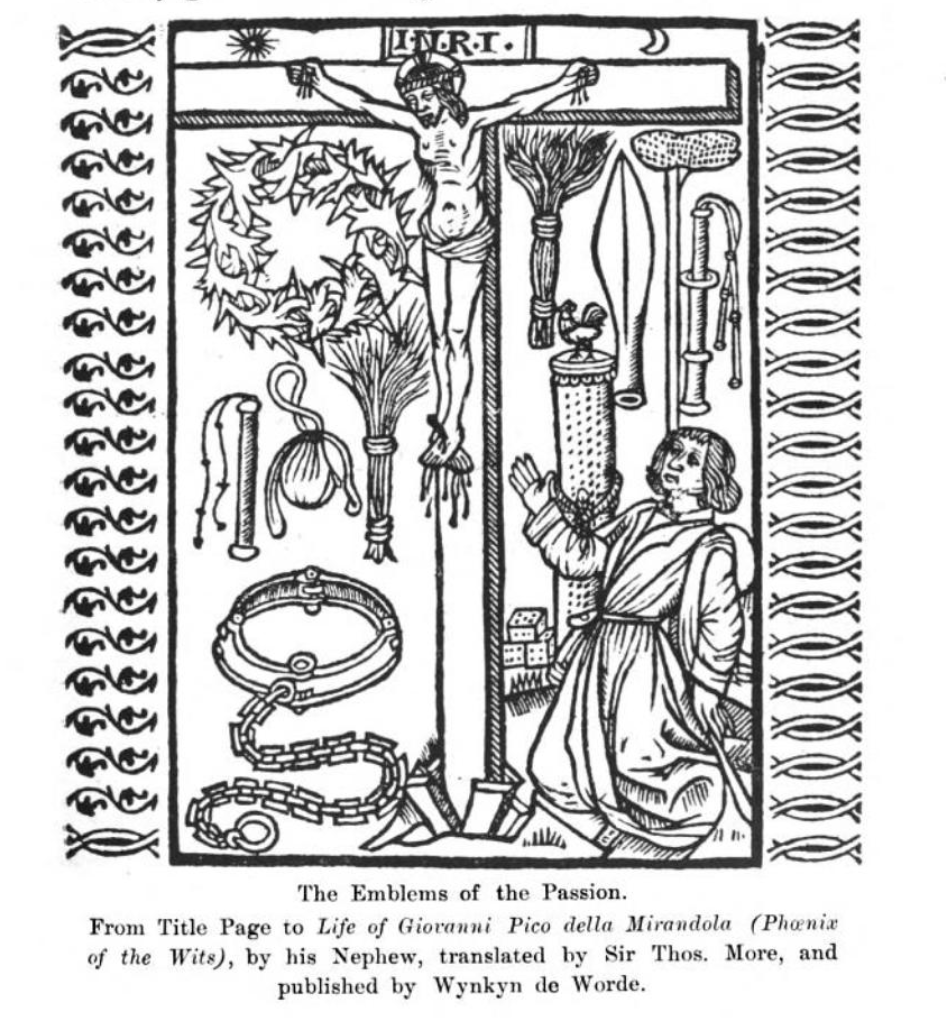 I.N.R.I.
The Emblems of the Passion.
From Title Page to Life of Giovanni Pico della Mirandola (Phœnix
of the Wits), by his Nephew, translated by Sir Thos. More, and
published by Wynkyn de Worde.